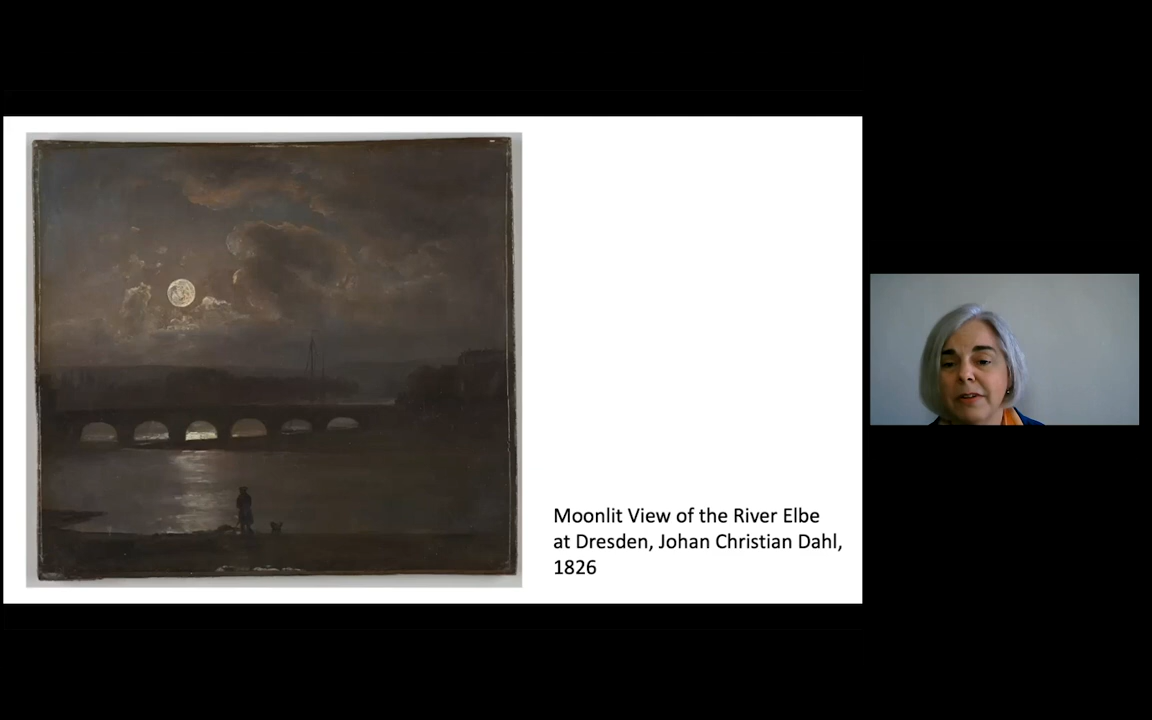 Moonlit View of the River Elbe
at Dresden, Johan Christian Dahl,
1826